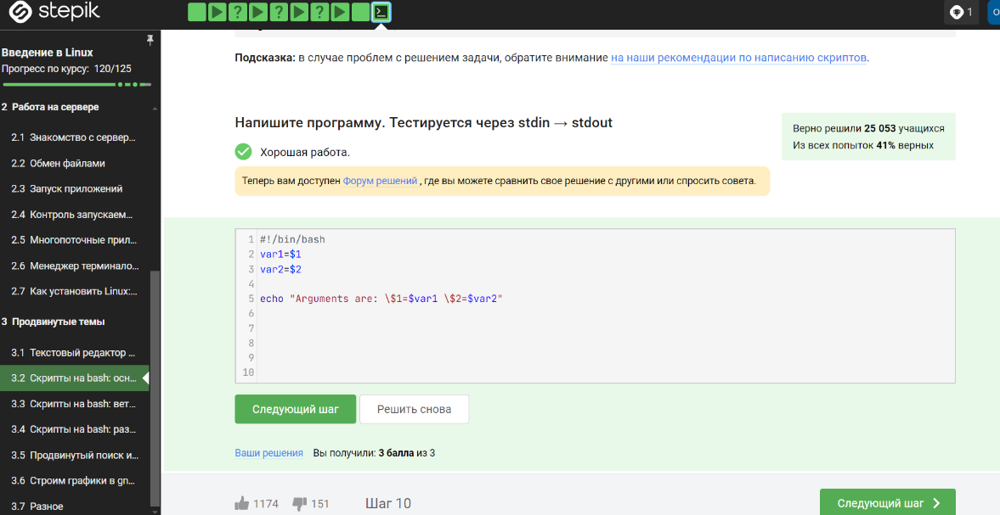 stepik
1
Введение в Linux
Прогресс по курсу: 120/125
2 Работа на сервере
2.1 Знакомство с сервер...
2.2 Обмен файлами
2.3 Запуск приложений
2.4 Контроль запускаем...
2.5 Многопоточные прил...
2.6 Менеджер терминало...
2.7 Как установить Linux:...
3 Продвинутые темы
3.1 Текстовый редактор ...
3.2 Скрипты на bash: осн...
3.3 Скрипты на bash: вет...
3.4 Скрипты на bash: раз...
3.5 Продвинутый поиск и...
3.6 Строим графики в gn...
3.7 Разное
Подсказка: в случае проблем с решением задачи, обратите внимание на наши рекомендации по написанию скриптов.
Напишите программу. Тестируется через stdin → stdout
Верно решили 25 053 учащихся
Из всех попыток 41% верных
Хорошая работа.
Теперь вам доступен Форум решений , где вы можете сравнить свое решение с другими или спросить совета.
1 #!/bin/bash
2 var1=$1
3 var2=$2
4
5 echo "Arguments are: \$1=$var1 \$2=$var2"
6
7
8
9
10
Следующий шаг
Решить снова
Ваши решения Вы получили: 3 балла из 3
1174 151 Шаг 10
Следующий шаг